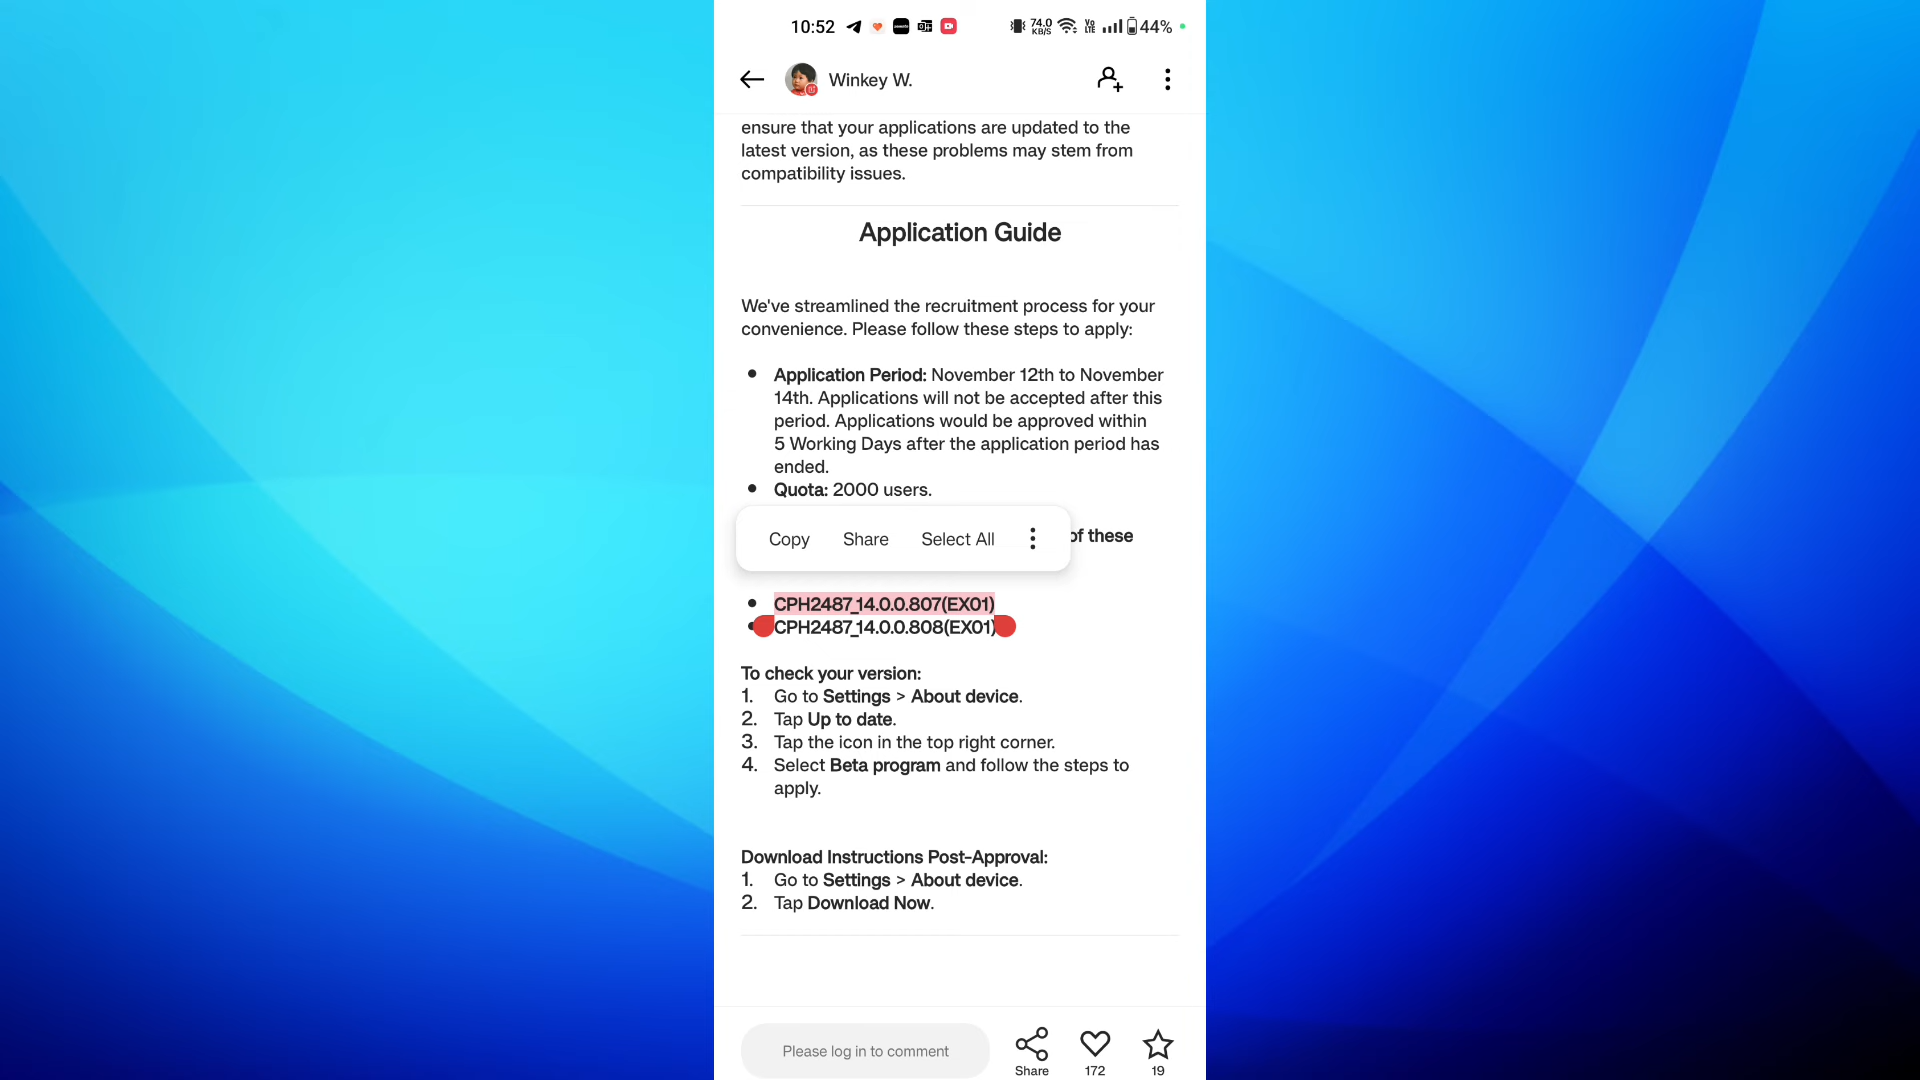 10:52 74.0 KB/S Vo LTE 44%
Winkey W.
ensure that your applications are updated to the
latest version, as these problems may stem from
compatibility issues.
Application Guide
We've streamlined the recruitment process for your
convenience. Please follow these steps to apply:
• Application Period: November 12th to November
14th. Applications will not be accepted after this
period. Applications would be approved within
5 Working Days after the application period has
ended.
• Quota: 2000 users.
of these
Copy Share Select All
• CPH2487_14.0.0.807(EX01)
• CPH2487_14.0.0.808(EX01)
To check your version:
1. Go to Settings > About device.
2. Tap Up to date.
3. Tap the icon in the top right corner.
4. Select Beta program and follow the steps to
apply.
Download Instructions Post-Approval:
1. Go to Settings > About device.
2. Tap Download Now.
Please log in to comment
Share 172 19